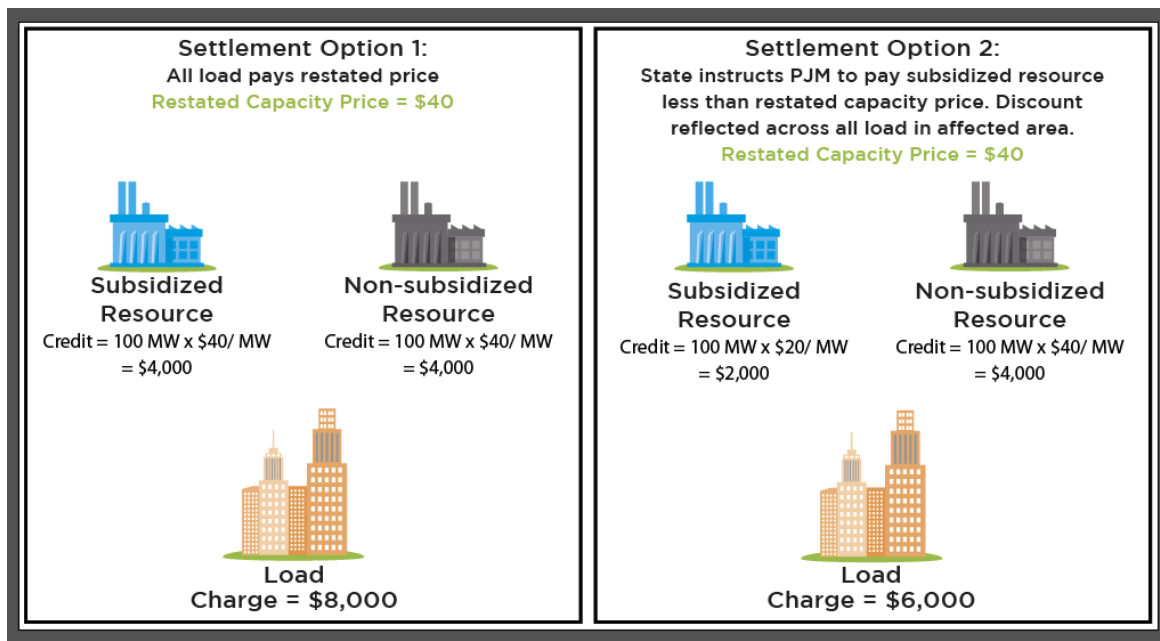 Settlement Option 1:
All load pays restated price
Restated Capacity Price = $40
Subsidized
Resource
Credit = 100 MW x $40/ MW
= $4,000
Non-subsidized
Resource
Credit = 100 MW x $40/ MW
= $4,000
Load
Charge = $8,000
Settlement Option 2:
State instructs PJM to pay subsidized resource
less than restated capacity price. Discount
reflected across all load in affected area.
Restated Capacity Price = $40
Subsidized
Resource
Credit = 100 MW x $20/ MW
= $2,000
Non-subsidized
Resource
Credit = 100 MW x $40/ MW
= $4,000
Load
Charge = $6,000